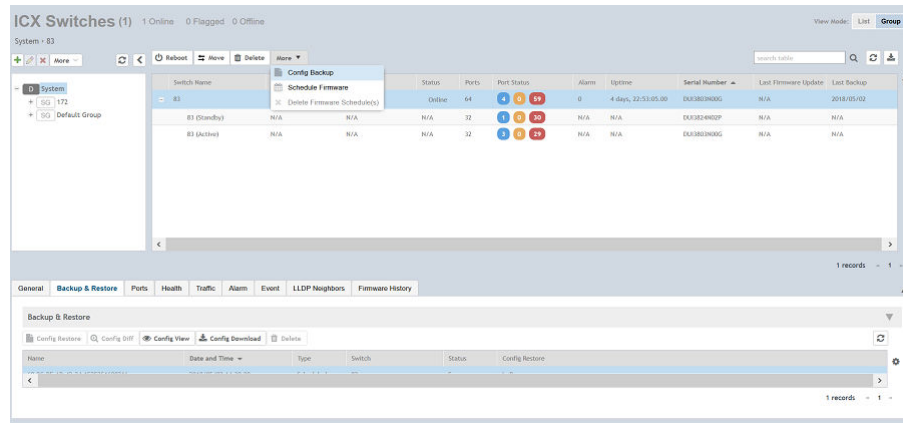 ICX Switches (1) 1 Online 0 Flagged 0 Offline
View Mode: List Group
System > 83
More
Reboot Move Delete More
search table
Config Backup
Schedule Firmware
Delete Firmware Schedule(s)
D System
SG 172
SG Default Group
Switch Name Status Ports Port Status Alarm Uptime Serial Number Last Firmware Update Last Backup
83 Online 64 4 0 59 0 4 days, 22:53:05.00 N/A 2018/05/02
83 (Standby) N/A N/A N/A 32 1 0 30 N/A N/A N/A N/A
83 (Active) N/A N/A N/A 32 3 0 29 N/A N/A N/A N/A
1 records 1
General Backup & Restore Ports Health Traffic Alarm Event LLDP Neighbors Firmware History
Backup & Restore
Config Restore Config Diff Config View Config Download Delete
Name Date and Time Type Switch Status Config Restore
1 records 1